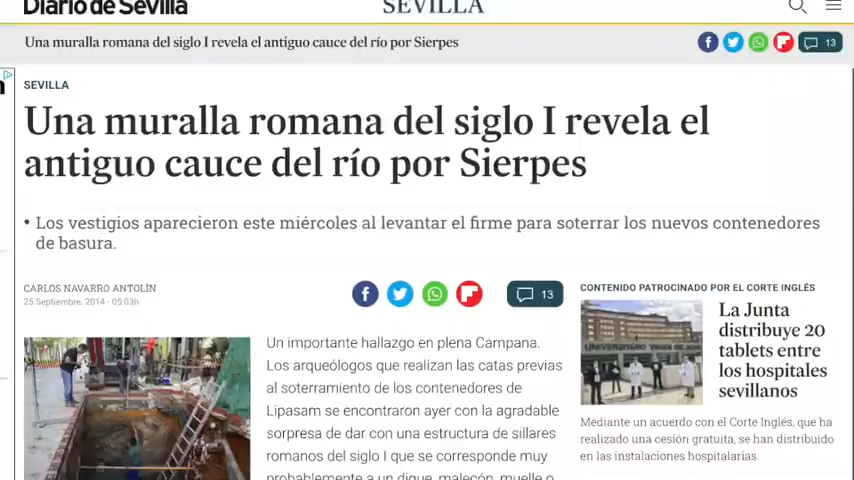 Diario de Sevilla
SEVILLA
Una muralla romana del siglo I revela el antiguo cauce del río por Sierpes
13
SEVILLA
Una muralla romana del siglo I revela el
antiguo cauce del río por Sierpes
• Los vestigios aparecieron este miércoles al levantar el firme para soterrar los nuevos contenedores
de basura.
CARLOS NAVARRO ANTOLÍN
25 Septiembre, 2014 - 05:03h
13
Un importante hallazgo en plena Campana.
Los arqueólogos que realizan las catas previas
al soterramiento de los contenedores de
Lipasam se encontraron ayer con la agradable
sorpresa de dar con una estructura de sillares
romanos del siglo I que se corresponde muy
probablemente a un dique, malecón, muelle o
CONTENIDO PATROCINADO POR EL CORTE INGLÉS
La Junta
distribuye 20
tablets entre
los hospitales
sevillanos
Mediante un acuerdo con el Corte Inglés, que ha
realizado una cesión gratuita, se han distribuido
en las instalaciones hospitalarias.